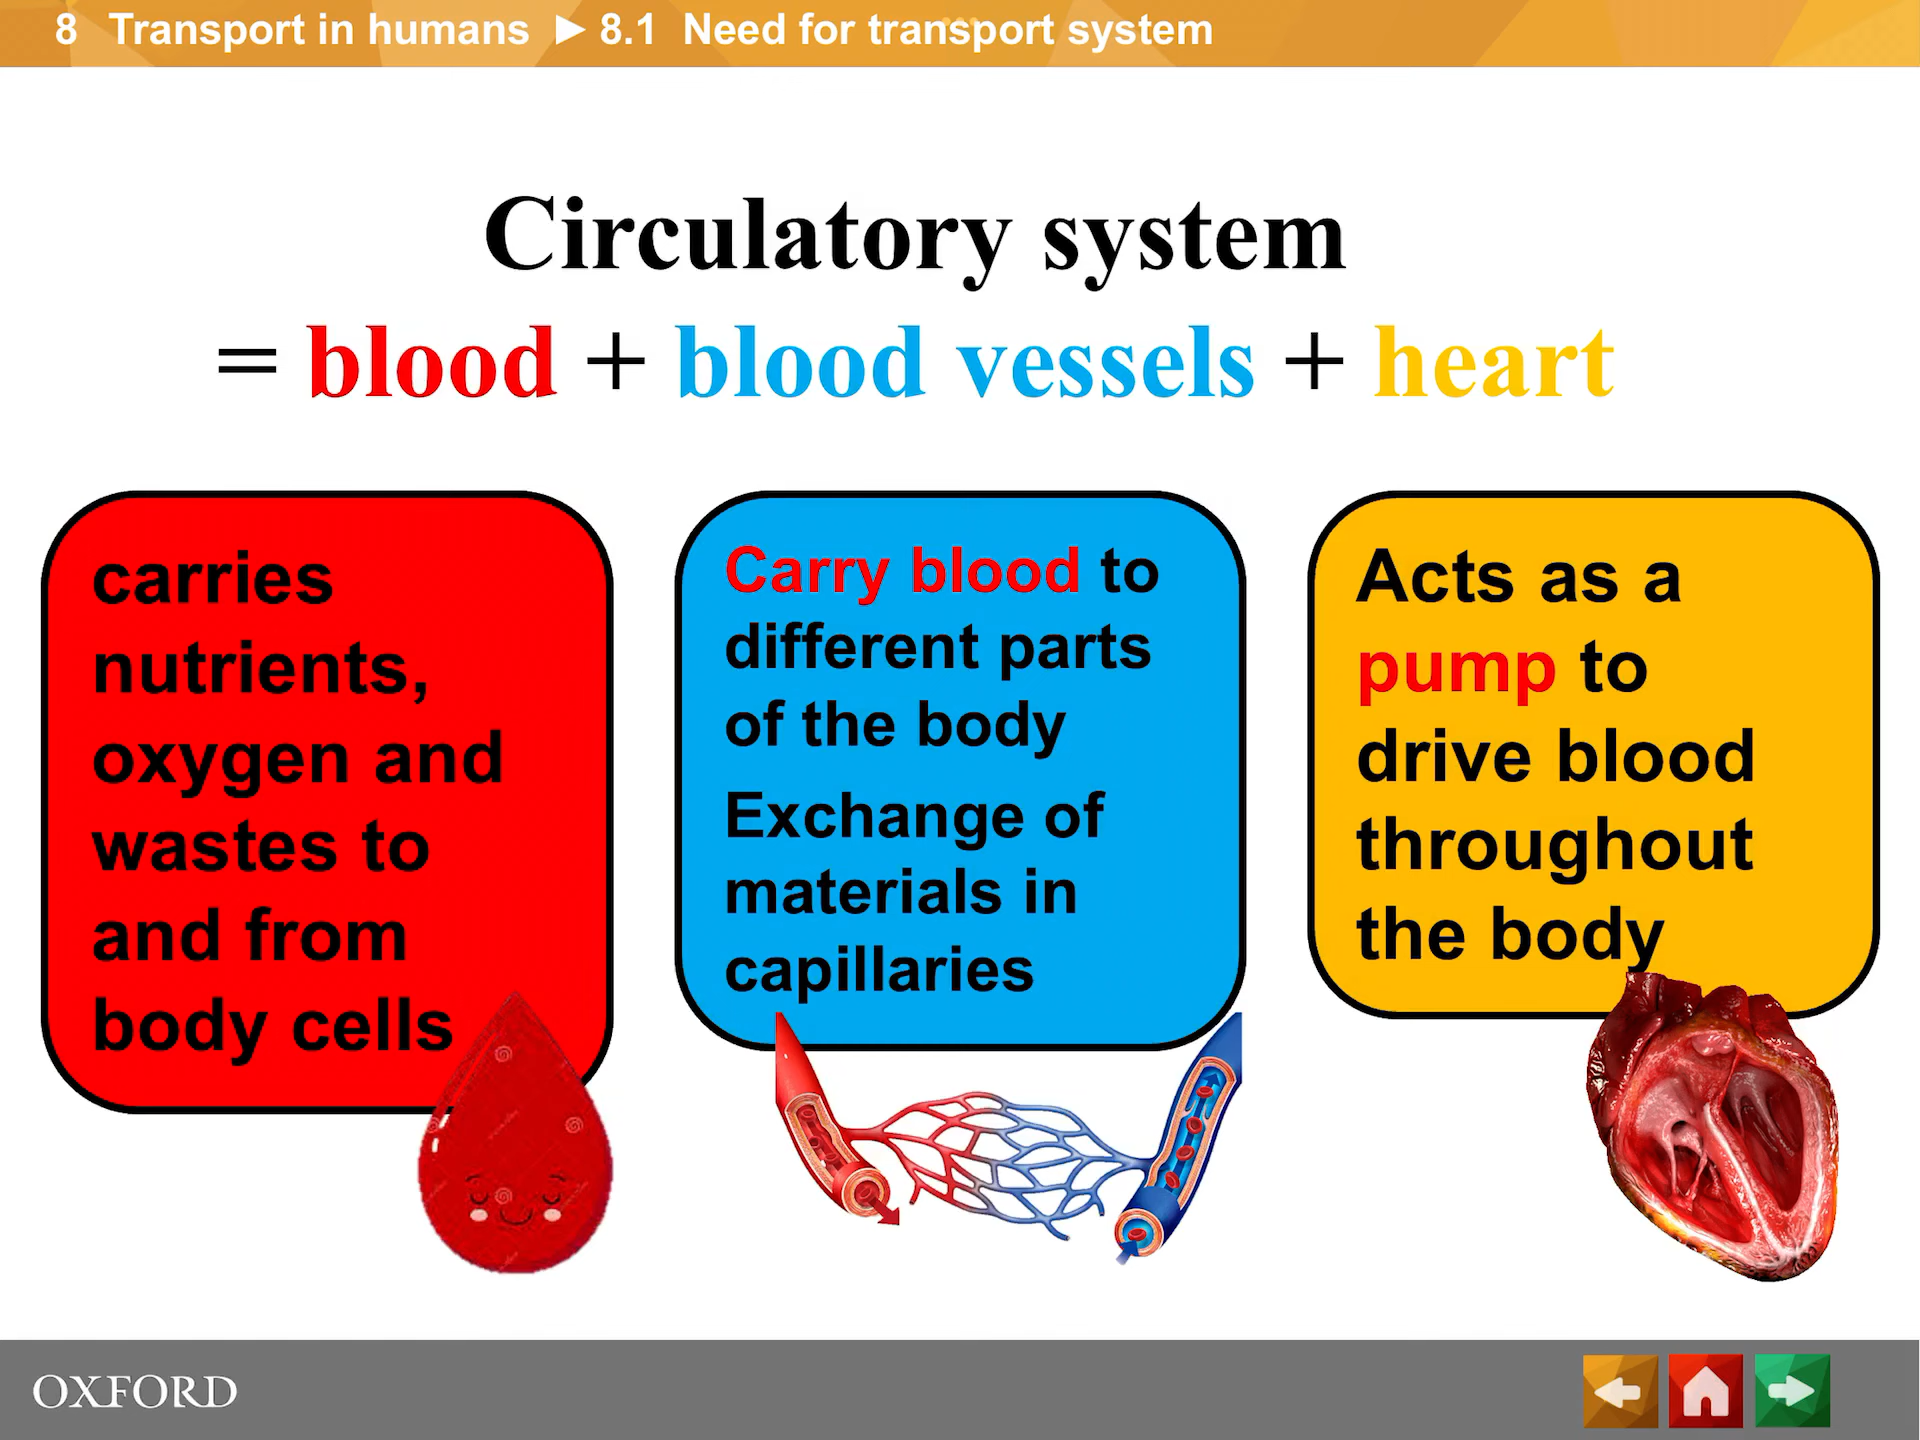 8 Transport in humans ► 8.1 Need for transport system
Circulatory system
= blood + blood vessels + heart
carries
nutrients,
oxygen and
wastes to
and from
body cells
Carry blood to
different parts
of the body
Exchange of
materials in
capillaries
Acts as a
pump to
drive blood
throughout
the body
OXFORD